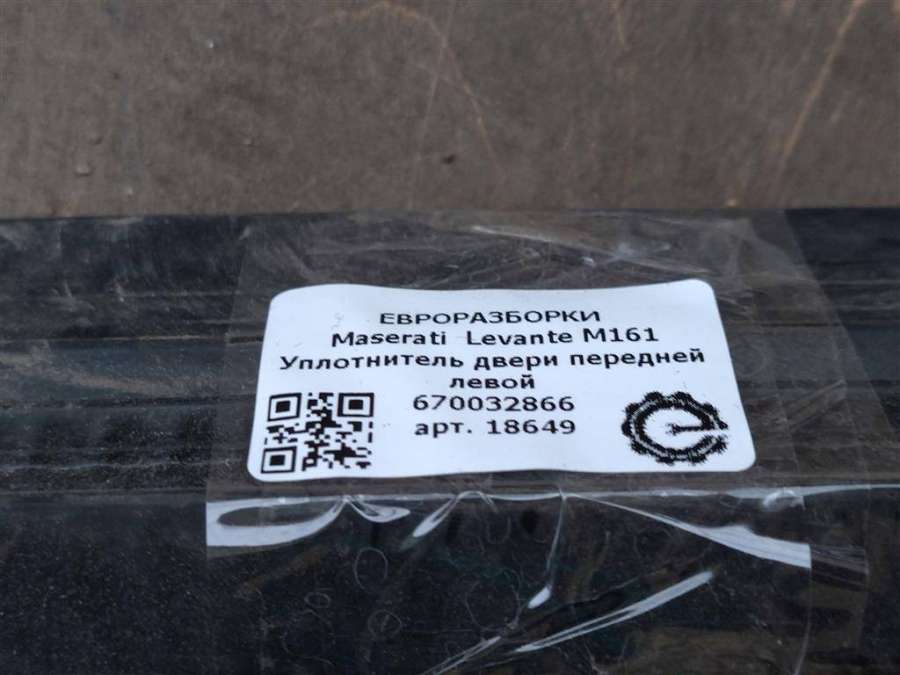 ЕВРОРАЗБОРКИ
Maserati Levante M161
Уплотнитель двери передней
левой
670032866
арт. 18649